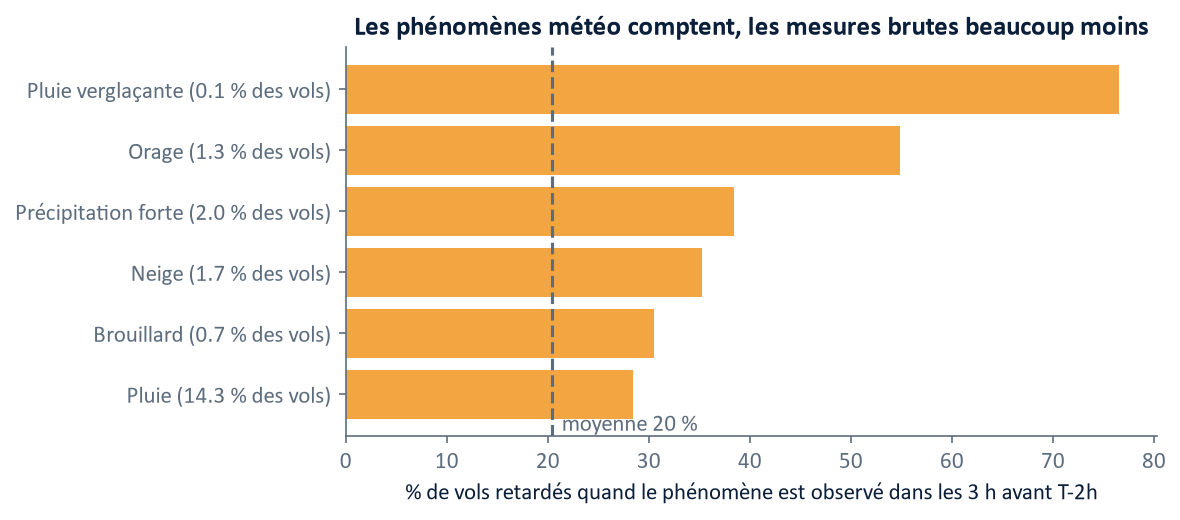 Les phénomènes météo comptent, les mesures brutes beaucoup moins
Pluie verglaçante (0.1 % des vols)
Orage (1.3 % des vols)
Précipitation forte (2.0 % des vols)
Neige (1.7 % des vols)
Brouillard (0.7 % des vols)
Pluie (14.3 % des vols)
moyenne 20 %
0 10 20 30 40 50 60 70 80
% de vols retardés quand le phénomène est observé dans les 3 h avant T-2h